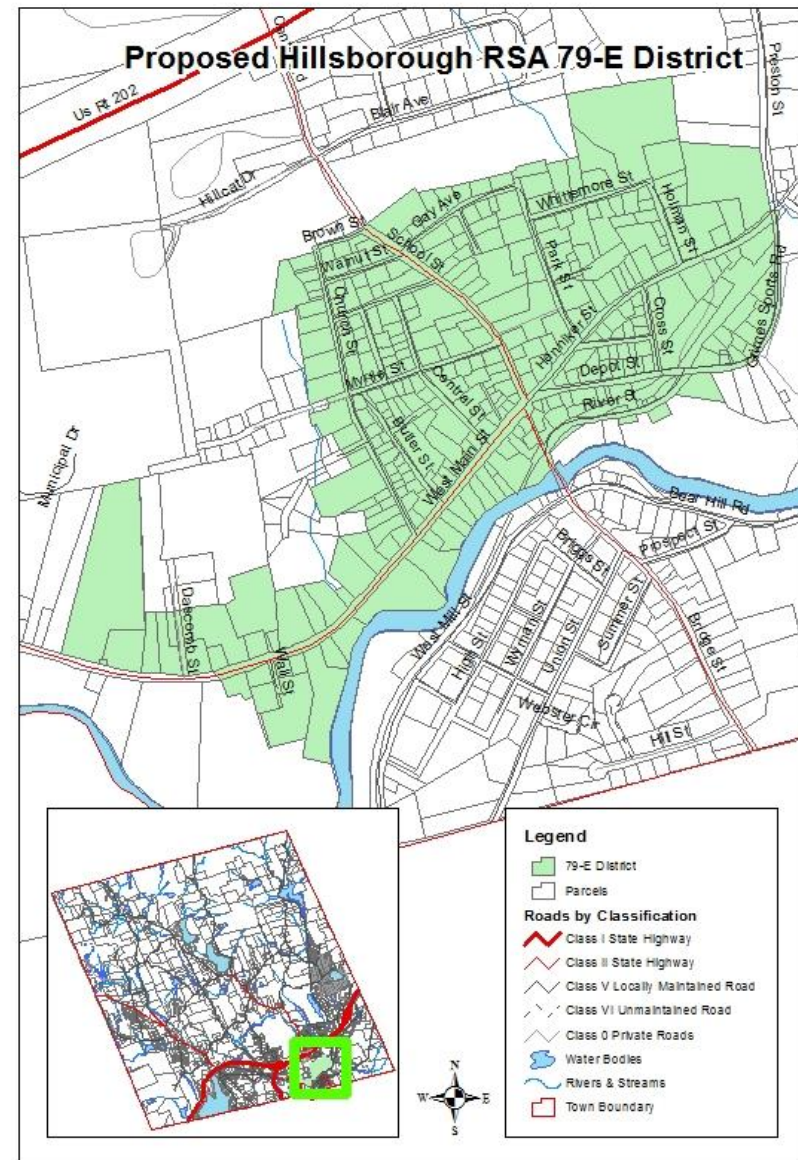 Proposed Hillsborough RSA 79-E District
Us Rt 202
Blair Ave
Preston St
Hillcat Dr
Brown St
Gay Ave
School St
Whittemore St
Holman St
Walnut St
Church St
Park St
Henniker St
Cross St
Grimes Sports Rd
Myrtle St
Central St
Depot St
River St
Butler St
West Main St
Municipal Dr
Bear Hill Rd
Prospect St
Briggs St
Dascomb St
Wall St
West Mill St
High St
Wyman St
Union St
Summer St
Bridge St
Webster Cir
Hill St
Legend
79-E District
Parcels
Roads by Classification
Class I State Highway
Class II State Highway
Class V Locally Maintained Road
Class VI Unmaintained Road
Class 0 Private Roads
Water Bodies
Rivers & Streams
Town Boundary
N
W
E
S